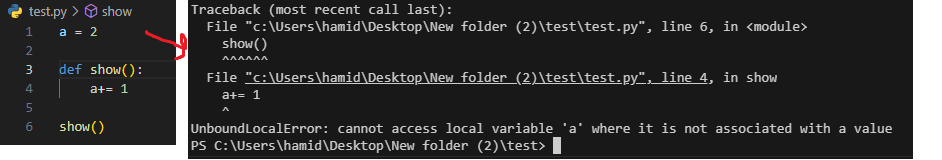 test.py > show
1 a = 2
2
3 def show():
4     a+= 1
5
6 show()
Traceback (most recent call last):
  File "c:\Users\hamid\Desktop\New folder (2)\test\test.py", line 6, in <module>
    show()
    ^^^^^^
  File "c:\Users\hamid\Desktop\New folder (2)\test\test.py", line 4, in show
    a+= 1
    ^
UnboundLocalError: cannot access local variable 'a' where it is not associated with a value
PS C:\Users\hamid\Desktop\New folder (2)\test>